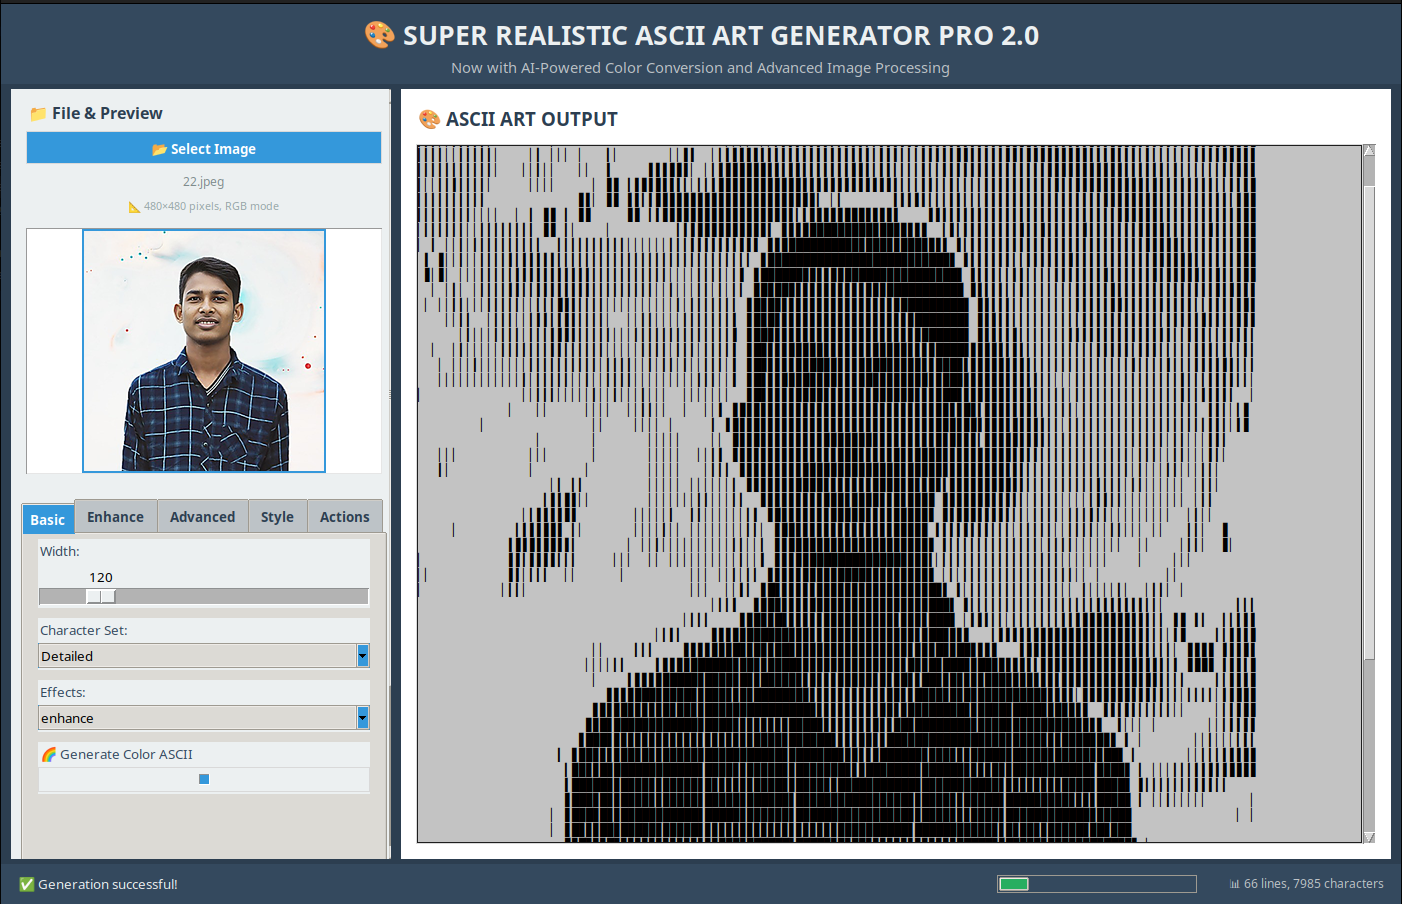 🎨 SUPER REALISTIC ASCII ART GENERATOR PRO 2.0
Now with AI-Powered Color Conversion and Advanced Image Processing
📁 File & Preview
📂 Select Image
22.jpeg
📐 480×480 pixels, RGB mode
Basic Enhance Advanced Style Actions
Width:
120
Character Set:
Detailed
Effects:
enhance
🌈 Generate Color ASCII
🎨 ASCII ART OUTPUT
✅ Generation successful!
📊 66 lines, 7985 characters